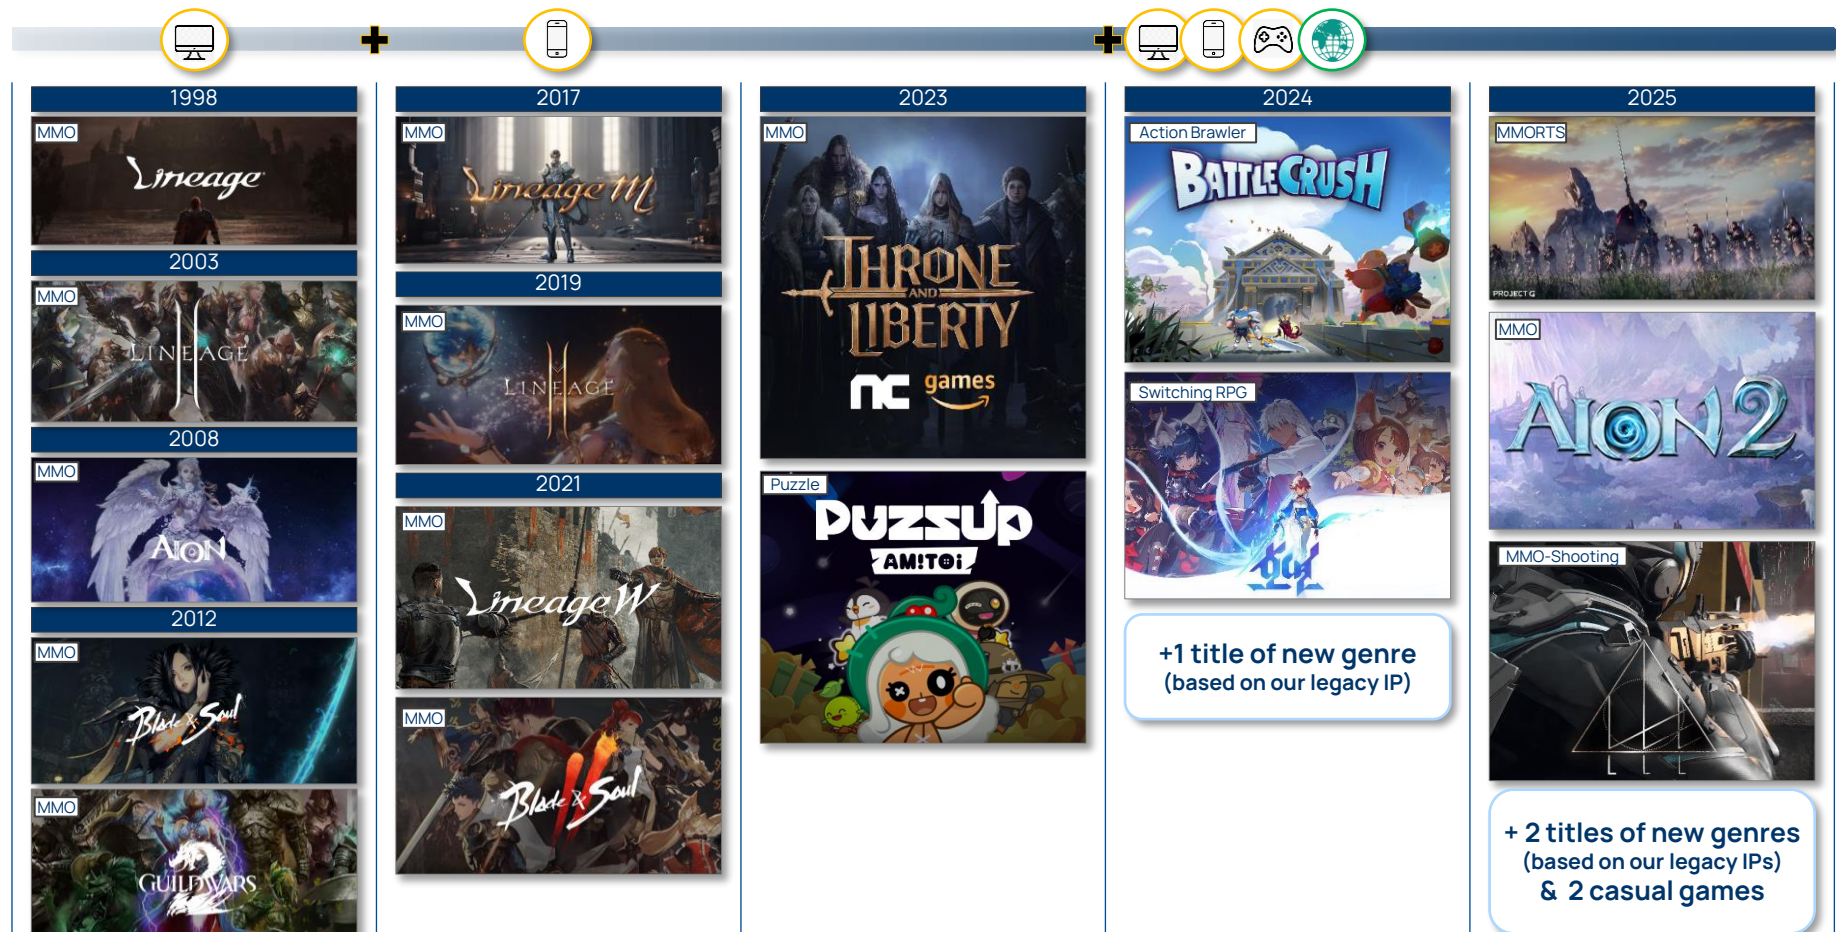 1998
MMO
Lineage
2003
MMO
LINEAGE
II
2008
MMO
AION
2012
MMO
Blade & Soul
MMO
GUILD WARS
2
2017
MMO
Lineage M
2019
MMO
LINEAGE
II
2021
MMO
Lineage W
MMO
Blade & Soul
II
2023
MMO
THRONE
AND
LIBERTY
nc games
Puzzle
PUZZUP
AM!TOi
2024
Action Brawler
BATTLE CRUSH
Switching RPG
+1 title of new genre
(based on our legacy IP)
2025
MMORTS
PROJECT G
MMO
AION 2
MMO-Shooting
L L L
+ 2 titles of new genres
(based on our legacy IPs)
& 2 casual games